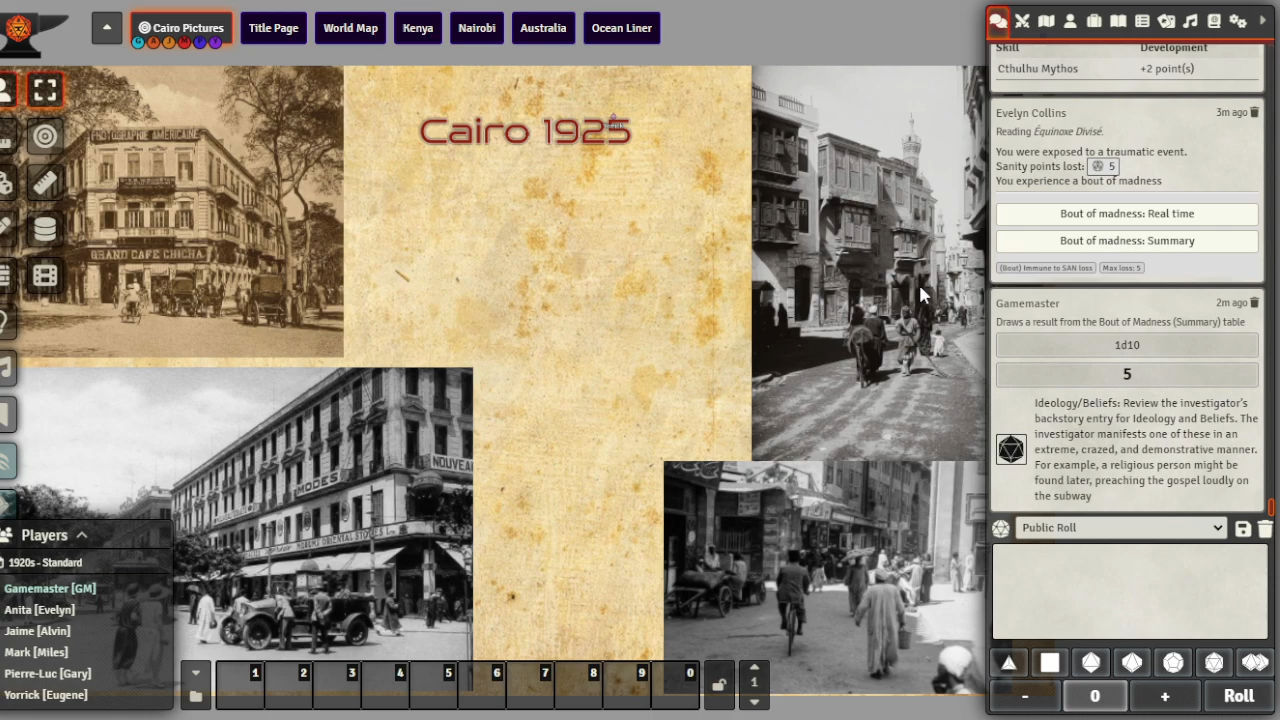 Cairo Pictures
Title Page
World Map
Kenya
Nairobi
Australia
Ocean Liner
G A J M P Y
Cairo 1925
PHOTOGRAPHIE AMERICAINE
GRAND CAFE CHICHA
MODES
NOUVEA
Players
1920s - Standard
Gamemaster [GM]
Anita [Evelyn]
Jaime [Alvin]
Mark [Miles]
Pierre-Luc [Gary]
Yorrick [Eugene]
1 2 3 4 5 6 7 8 9 0
1
Skill Development
Cthulhu Mythos +2 point(s)
Evelyn Collins 3m ago
Reading Équinoxe Divisé.
You were exposed to a traumatic event.
Sanity points lost: 5
You experience a bout of madness
Bout of madness: Real time
Bout of madness: Summary
(Bout) Immune to SAN loss Max loss: 5
Gamemaster 2m ago
Draws a result from the Bout of Madness (Summary) table
1d10
5
Ideology/Beliefs: Review the investigator's
backstory entry for Ideology and Beliefs. The
investigator manifests one of these in an
extreme, crazed, and demonstrative manner.
For example, a religious person might be
found later, preaching the gospel loudly on
the subway
Public Roll
- 0 + Roll